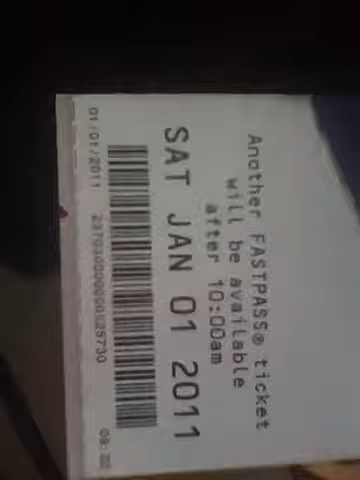 Another FASTPASS® ticket
will be available
after 10:00am
SAT JAN 01 2011
01/01/2011